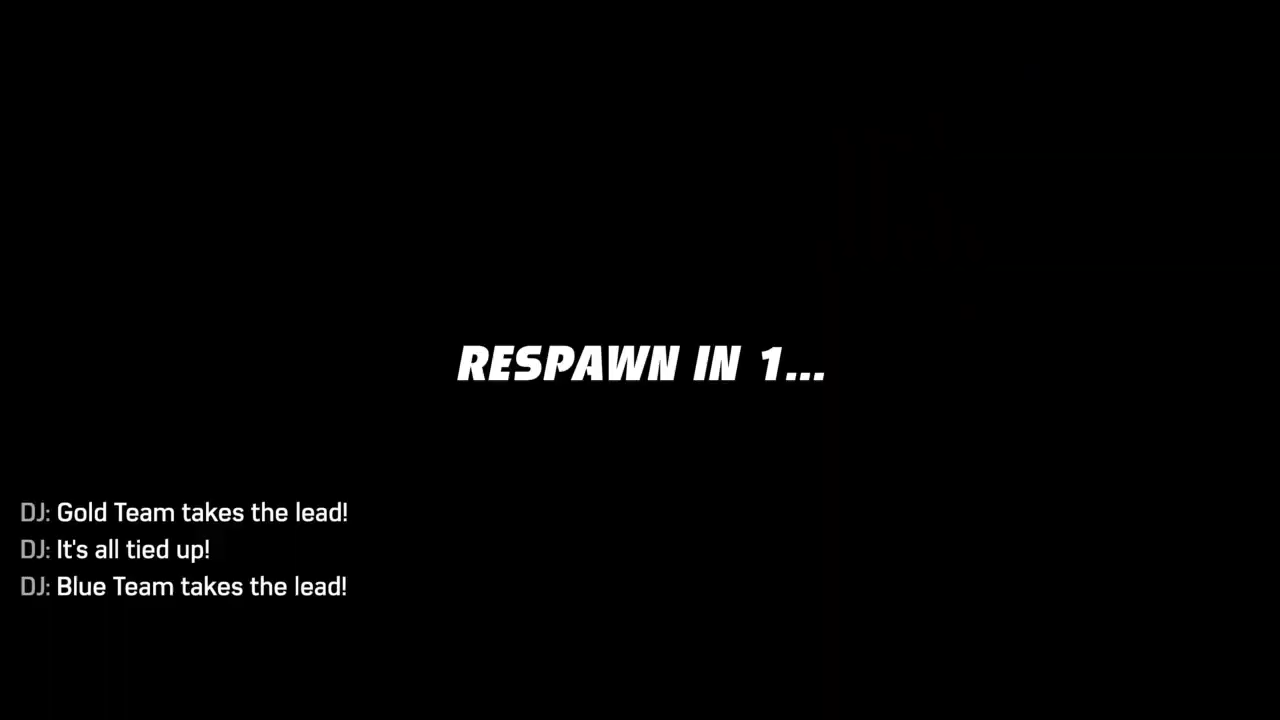 RESPAWN IN 1...
DJ: Gold Team takes the lead!
DJ: It's all tied up!
DJ: Blue Team takes the lead!